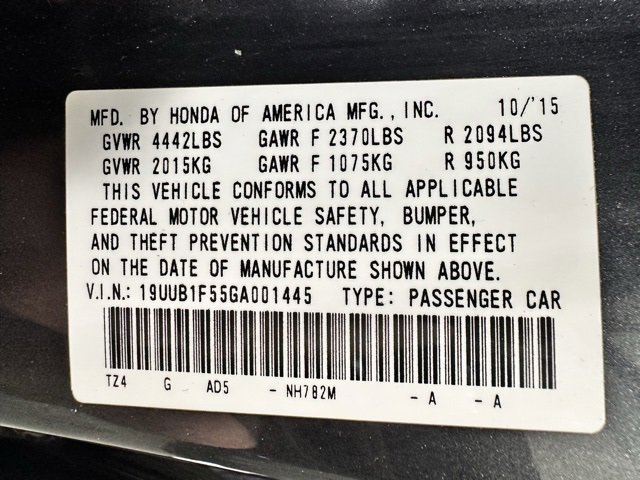 MFD. BY HONDA OF AMERICA MFG., INC. 10/'15
GVWR 4442LBS GAWR F 2370LBS R 2094LBS
GVWR 2015KG GAWR F 1075KG R 950KG
THIS VEHICLE CONFORMS TO ALL APPLICABLE
FEDERAL MOTOR VEHICLE SAFETY, BUMPER,
AND THEFT PREVENTION STANDARDS IN EFFECT
ON THE DATE OF MANUFACTURE SHOWN ABOVE.
V.I.N.: 19UUB1F55GA001445 TYPE: PASSENGER CAR
TZ4 G AD5 - NH782M - A - A